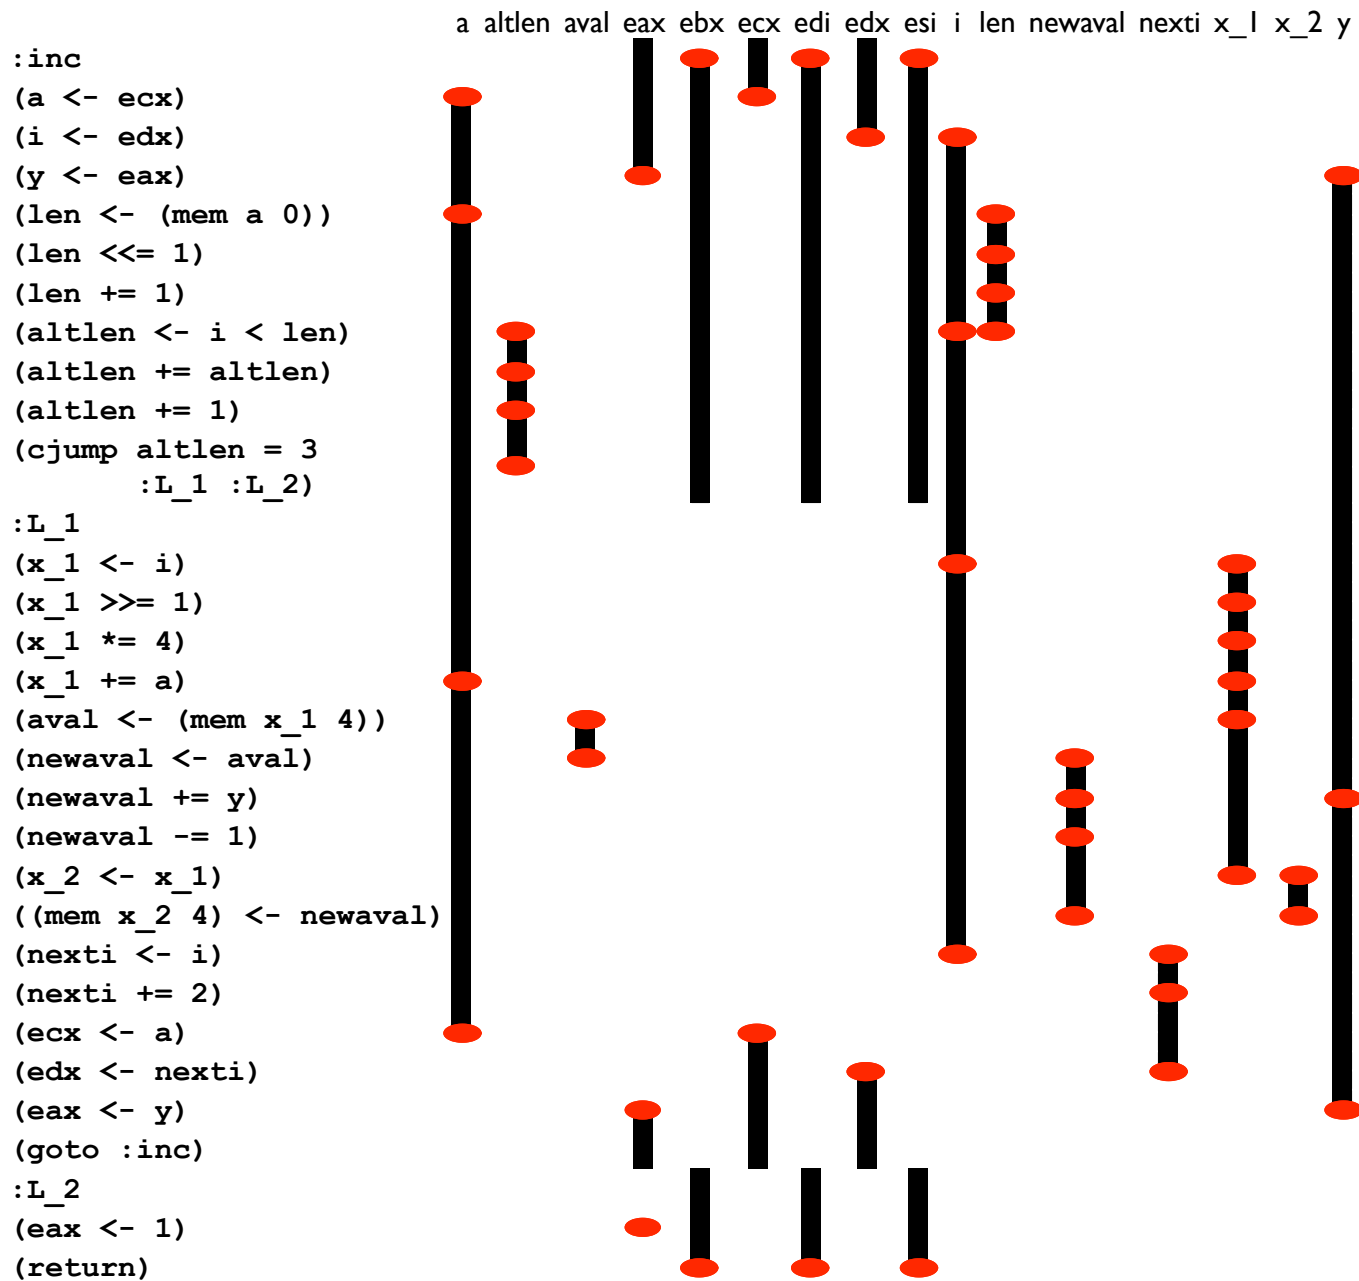 a altlen aval eax ebx ecx edi edx esi i len newaval nexti x_1 x_2 y
:inc
(a <- ecx)
(i <- edx)
(y <- eax)
(len <- (mem a 0))
(len <<= 1)
(len += 1)
(altlen <- i < len)
(altlen += altlen)
(altlen += 1)
(cjump altlen = 3
:L_1 :L_2)
:L_1
(x_1 <- i)
(x_1 >>= 1)
(x_1 *= 4)
(x_1 += a)
(aval <- (mem x_1 4))
(newaval <- aval)
(newaval += y)
(newaval -= 1)
(x_2 <- x_1)
((mem x_2 4) <- newaval)
(nexti <- i)
(nexti += 2)
(ecx <- a)
(edx <- nexti)
(eax <- y)
(goto :inc)
:L_2
(eax <- 1)
(return)